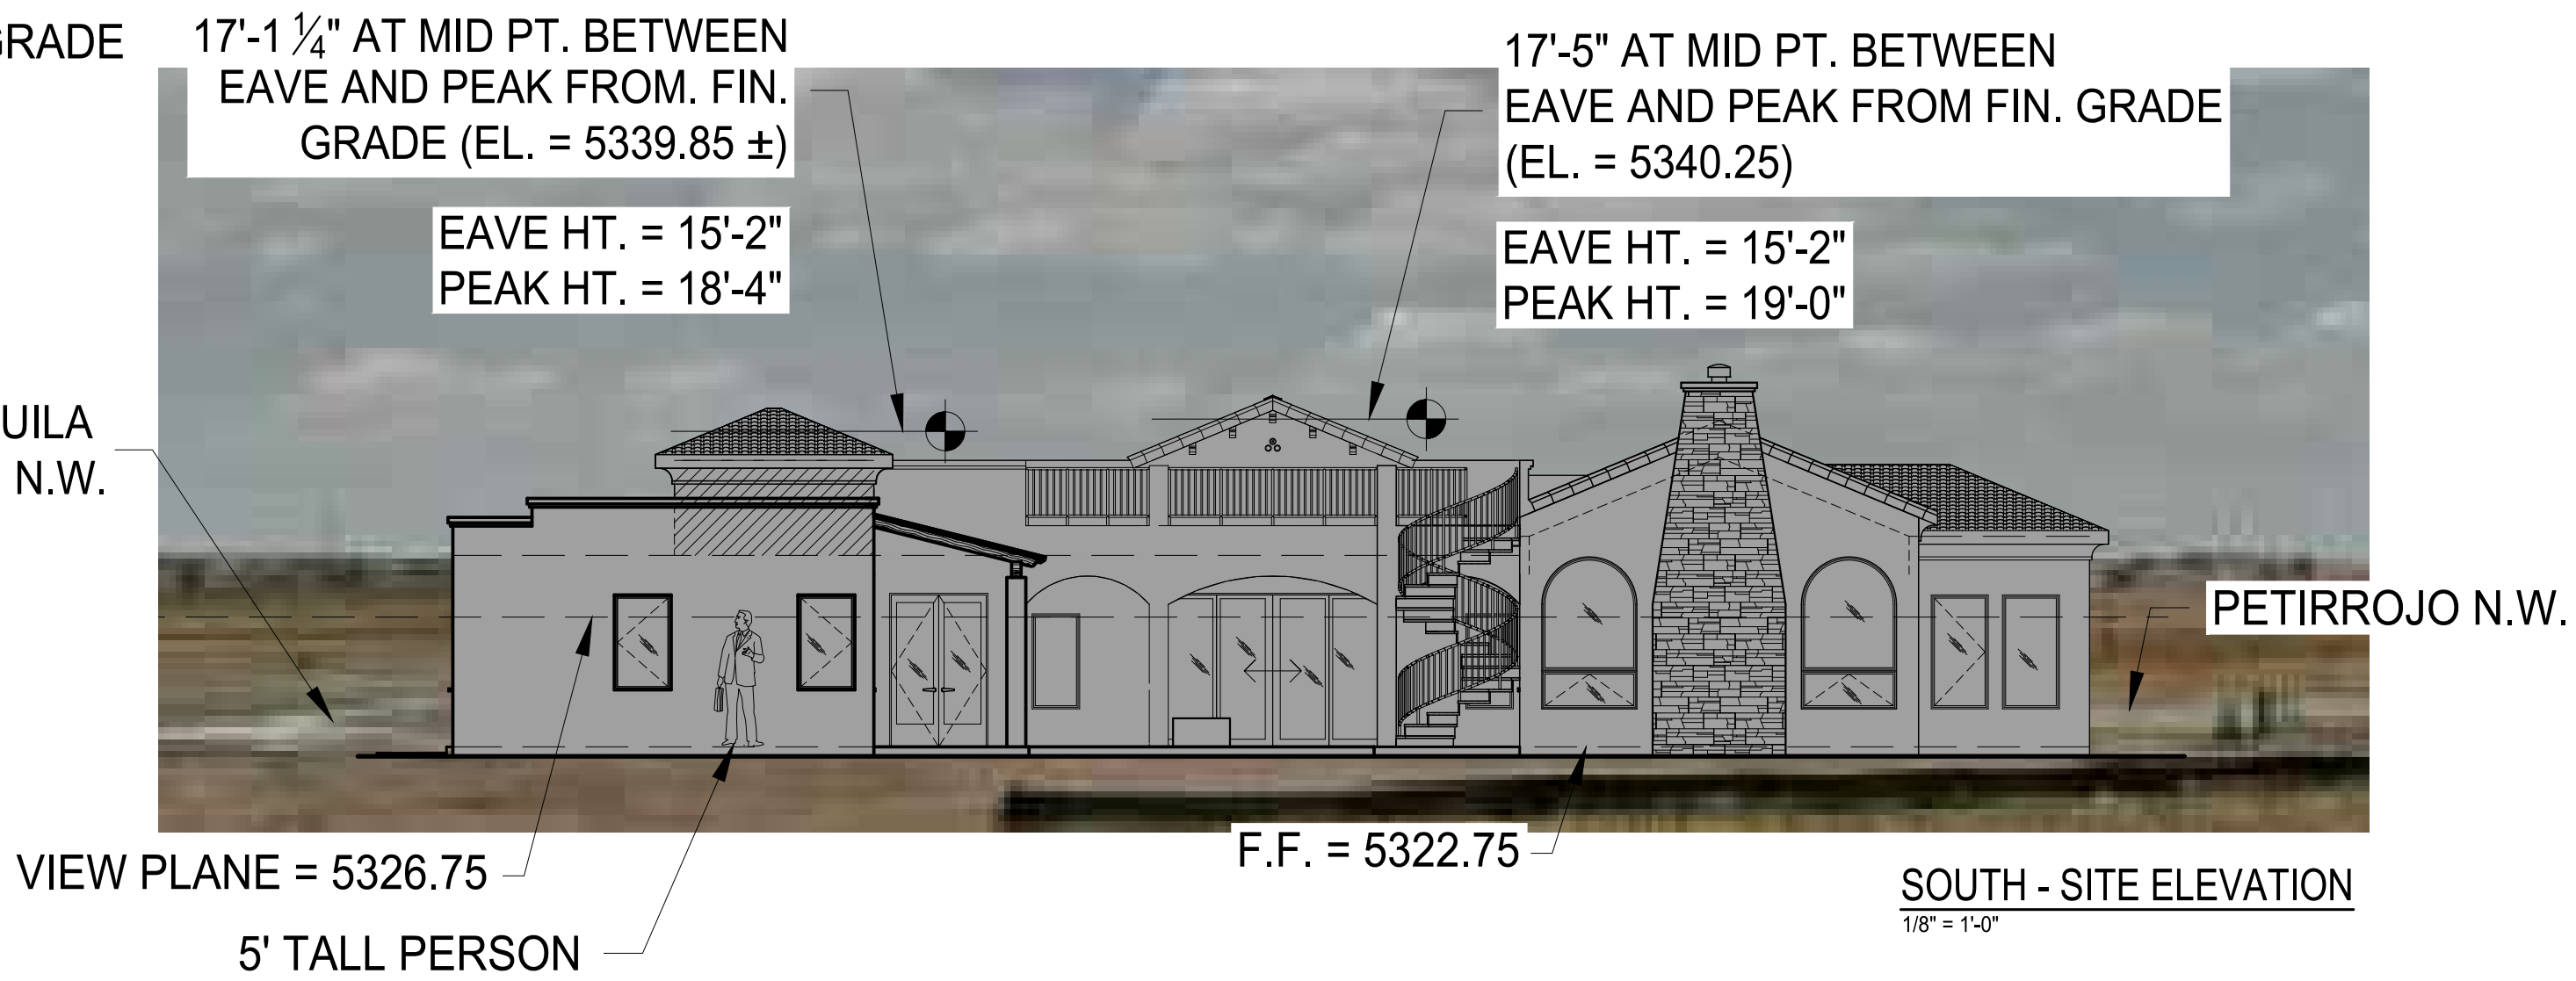 GRADE
17'-1 ¼" AT MID PT. BETWEEN
EAVE AND PEAK FROM. FIN.
GRADE (EL. = 5339.85 ±)
EAVE HT. = 15'-2"
PEAK HT. = 18'-4"
17'-5" AT MID PT. BETWEEN
EAVE AND PEAK FROM FIN. GRADE
(EL. = 5340.25)
EAVE HT. = 15'-2"
PEAK HT. = 19'-0"
UILA
N.W.
PETIRROJO N.W.
VIEW PLANE = 5326.75
5' TALL PERSON
F.F. = 5322.75
SOUTH - SITE ELEVATION
1/8" = 1'-0"